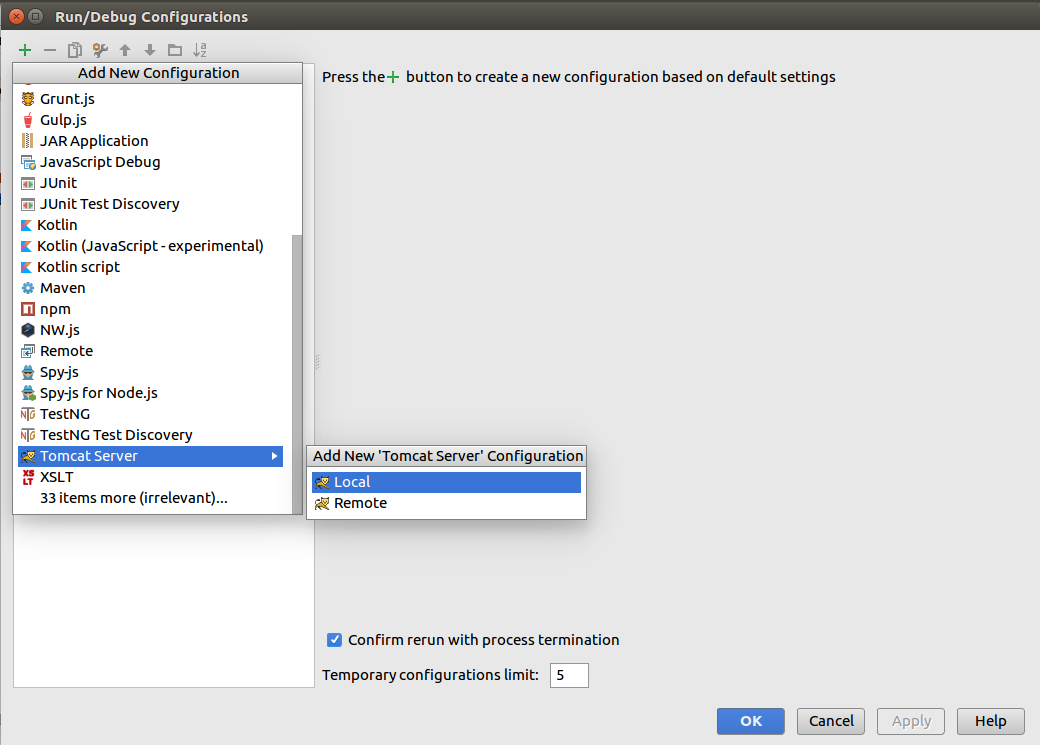 Run/Debug Configurations
Add New Configuration
Press the + button to create a new configuration based on default settings
Grunt.js
Gulp.js
JAR Application
JavaScript Debug
JUnit
JUnit Test Discovery
Kotlin
Kotlin (JavaScript - experimental)
Kotlin script
Maven
npm
NW.js
Remote
Spy-js
Spy-js for Node.js
TestNG
TestNG Test Discovery
Tomcat Server
XSLT
33 items more (irrelevant)...
Add New 'Tomcat Server' Configuration
Local
Remote
Confirm rerun with process termination
Temporary configurations limit: 5
OK Cancel Apply Help